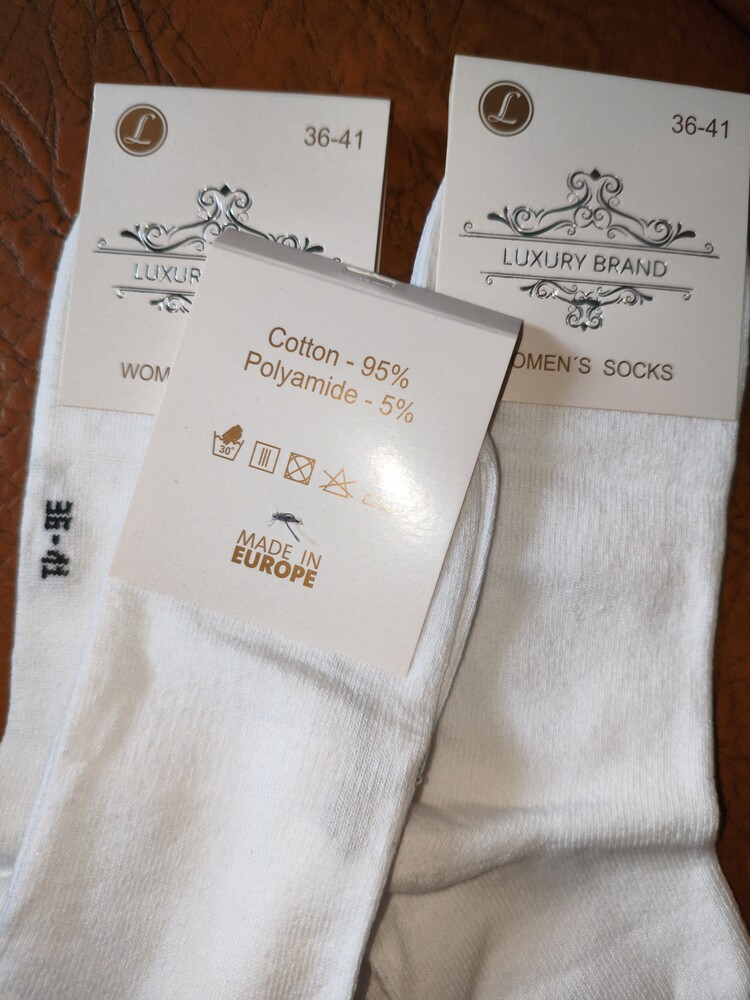 L
36-41
LUXUR
WOM
L
36-41
LUXURY BRAND
OMEN´S SOCKS
Cotton - 95%
Polyamide - 5%
30°
MADE IN
EUROPE
36-41